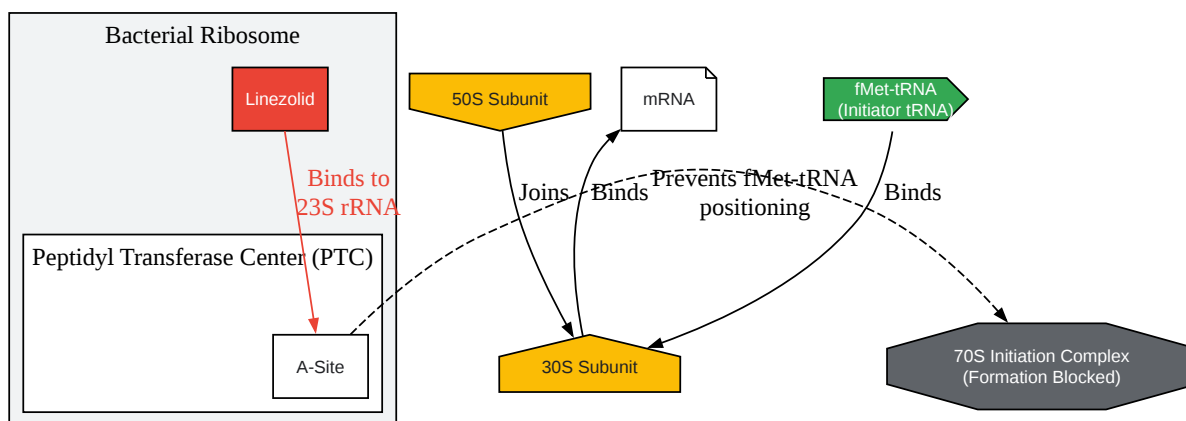 Bacterial Ribosome
Linezolid
50S Subunit
mRNA
fMet-tRNA
(Initiator tRNA)
Binds to
23S rRNA
Joins
Binds
Prevents fMet-tRNA
positioning
Binds
Peptidyl Transferase Center (PTC)
A-Site
30S Subunit
70S Initiation Complex
(Formation Blocked)